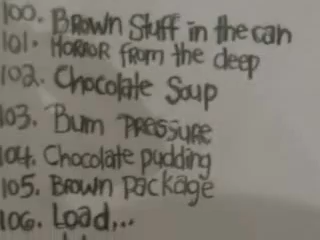 100. BROWN Stuff in the can
101. HORROR from the deep
102. Chocolate Soup
103. Bum PRESSURE
104. Chocolate pudding
105. BROWN Package
106. Load...